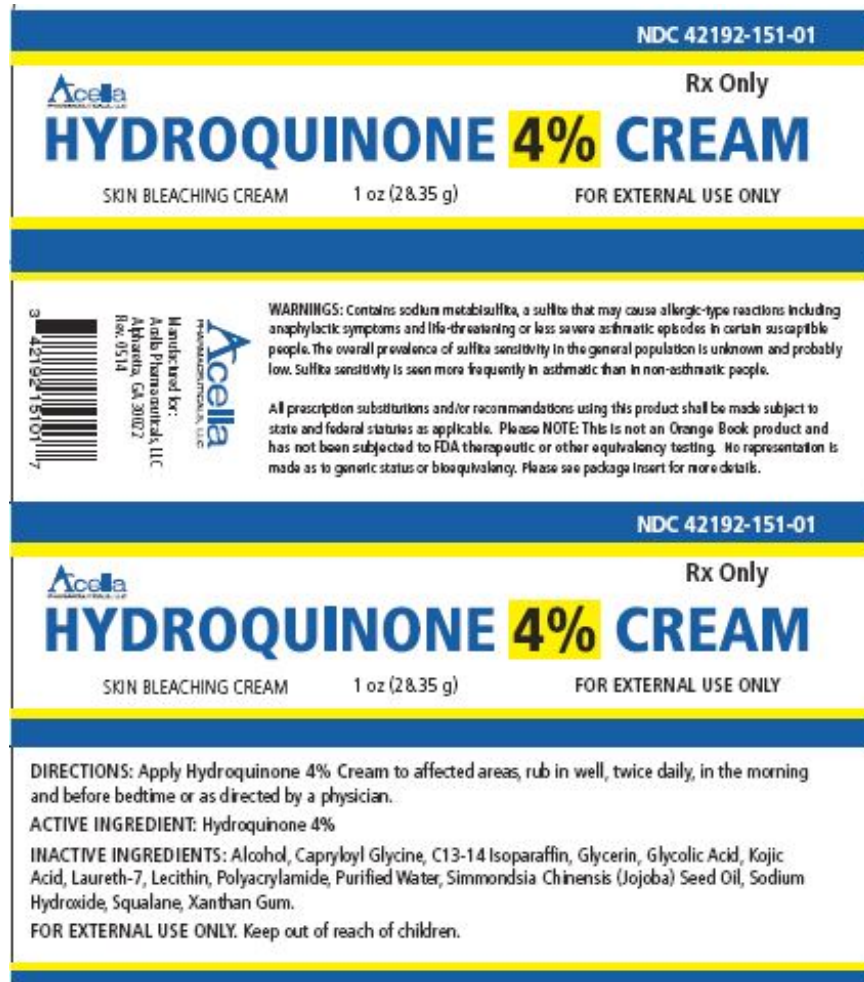 NDC 42192-151-01
Rx Only
Acella
PHARMACEUTICALS, LLC
HYDROQUINONE 4% CREAM
SKIN BLEACHING CREAM 1 oz (28.35 g) FOR EXTERNAL USE ONLY
3 42192 15101 7
Manufactured for:
Acella Pharmaceuticals, LLC
Alpharetta, GA 30022
Rev. 0514
Acella
PHARMACEUTICALS, LLC
WARNINGS: Contains sodium metabisulfite, a sulfite that may cause allergic-type reactions including
anaphylactic symptoms and life-threatening or less severe asthmatic episodes in certain susceptible
people. The overall prevalence of sulfite sensitivity in the general population is unknown and probably
low. Sulfite sensitivity is seen more frequently in asthmatic than in non-asthmatic people.
All prescription substitutions and/or recommendations using this product shall be made subject to
state and federal statutes as applicable. Please NOTE: This is not an Orange Book product and
has not been subjected to FDA therapeutic or other equivalency testing. No representation is
made as to generic status or bioequivalency. Please see package insert for more details.
NDC 42192-151-01
Rx Only
Acella
PHARMACEUTICALS, LLC
HYDROQUINONE 4% CREAM
SKIN BLEACHING CREAM 1 oz (28.35 g) FOR EXTERNAL USE ONLY
DIRECTIONS: Apply Hydroquinone 4% Cream to affected areas, rub in well, twice daily, in the morning
and before bedtime or as directed by a physician.
ACTIVE INGREDIENT: Hydroquinone 4%
INACTIVE INGREDIENTS: Alcohol, Capryloyl Glycine, C13-14 Isoparaffin, Glycerin, Glycolic Acid, Kojic
Acid, Laureth-7, Lecithin, Polyacrylamide, Purified Water, Simmondsia Chinensis (Jojoba) Seed Oil, Sodium
Hydroxide, Squalane, Xanthan Gum.
FOR EXTERNAL USE ONLY. Keep out of reach of children.